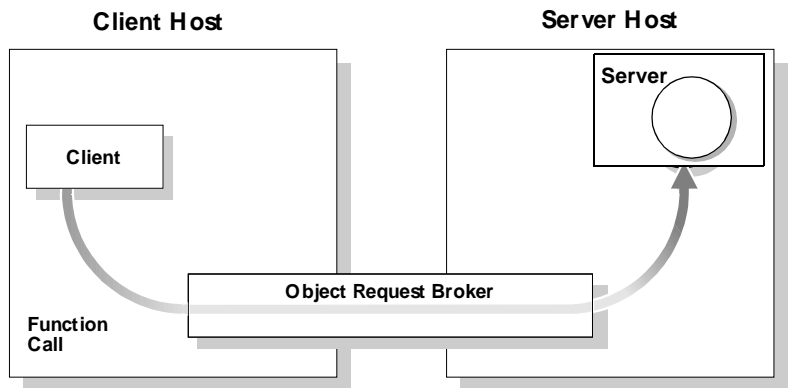 Client Host
Server Host
Server
Client
Object Request Broker
Function
Call